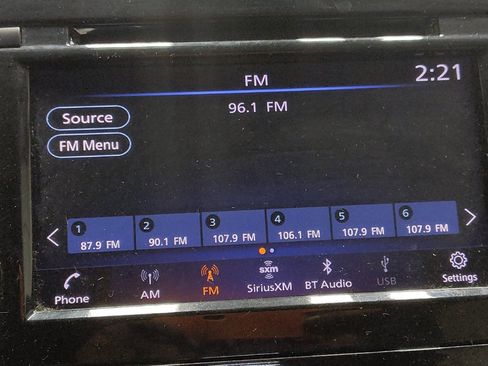 FM 2:21
96.1 FM
Source
FM Menu
1 2 3 4 5 6
87.9 FM 90.1 FM 107.9 FM 106.1 FM 107.9 FM 107.9 FM
sxm
Phone AM FM SiriusXM BT Audio USB Settings